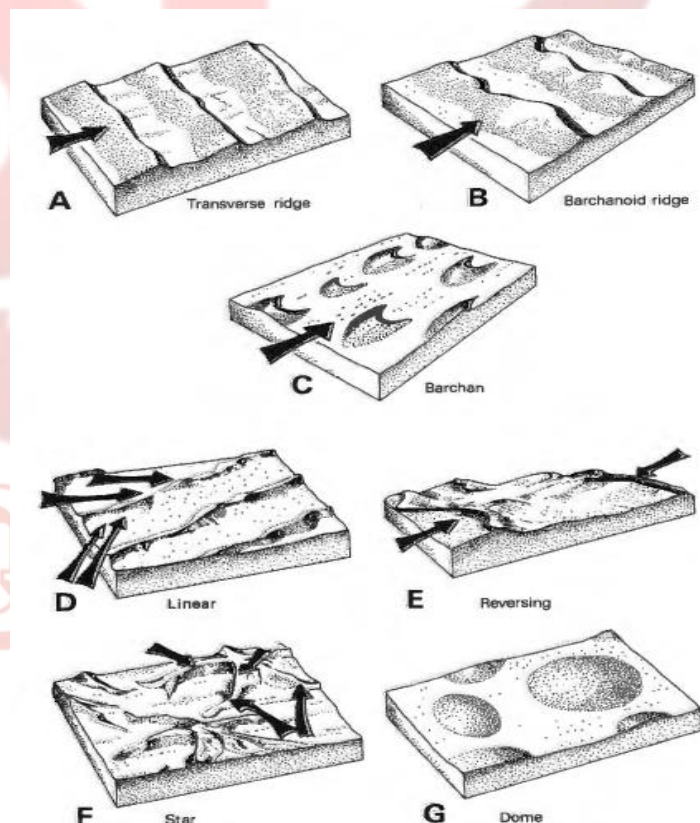 A
Transverse ridge
B
Barchanoid ridge
C
Barchan
D
Linear
E
Reversing
F
Star
G
Dome